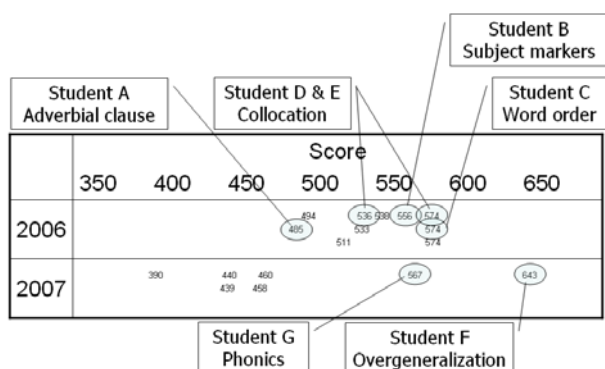 Student B
Subject markers
Student A
Adverbial clause
Student D & E
Collocation
Student C
Word order
Score
350 400 450 500 550 600 650
2006
494 536 538 556 574
485 533 574
511 574
2007
390 440 460 567 643
439 458
Student G
Phonics
Student F
Overgeneralization